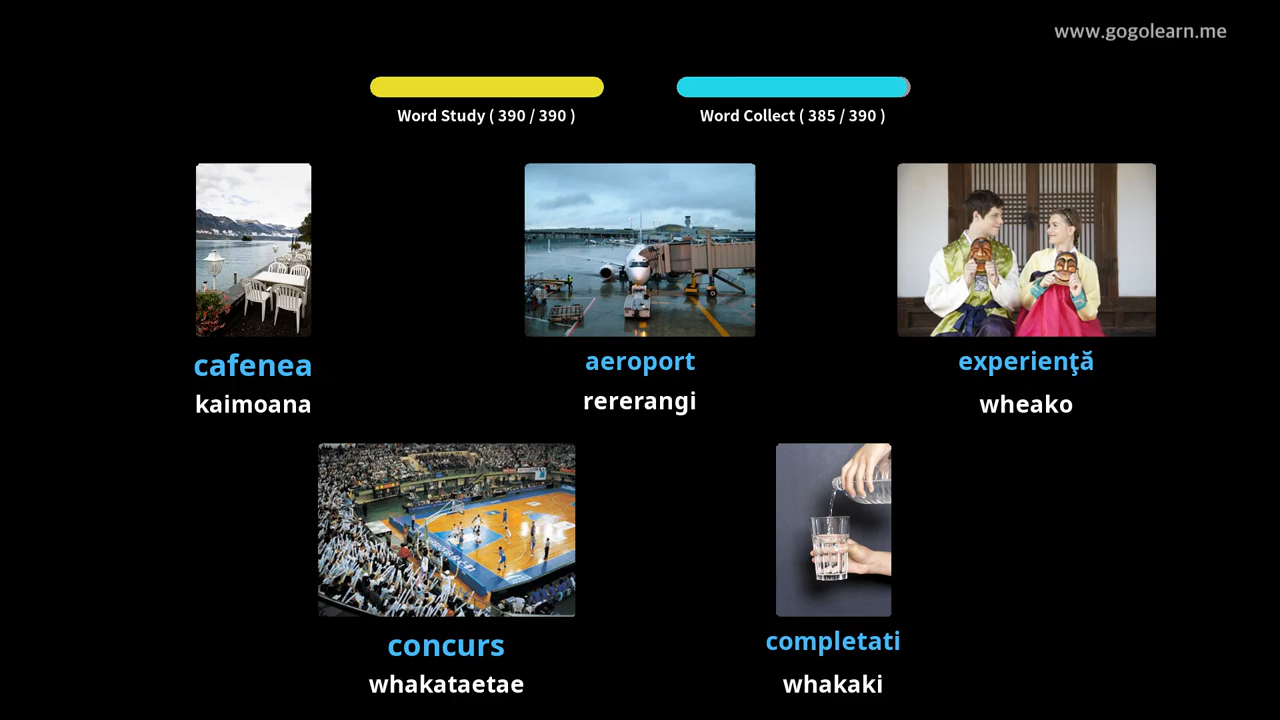 www.gogolearn.me
Word Study ( 390 / 390 )
Word Collect ( 385 / 390 )
cafenea
kaimoana
aeroport
rererangi
experienţă
wheako
concurs
whakataetae
completati
whakaki